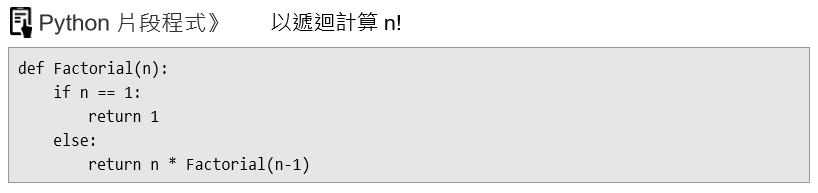 Python 片段程式》 以遞迴計算 n!
def Factorial(n):
    if n == 1:
        return 1
    else:
        return n * Factorial(n-1)